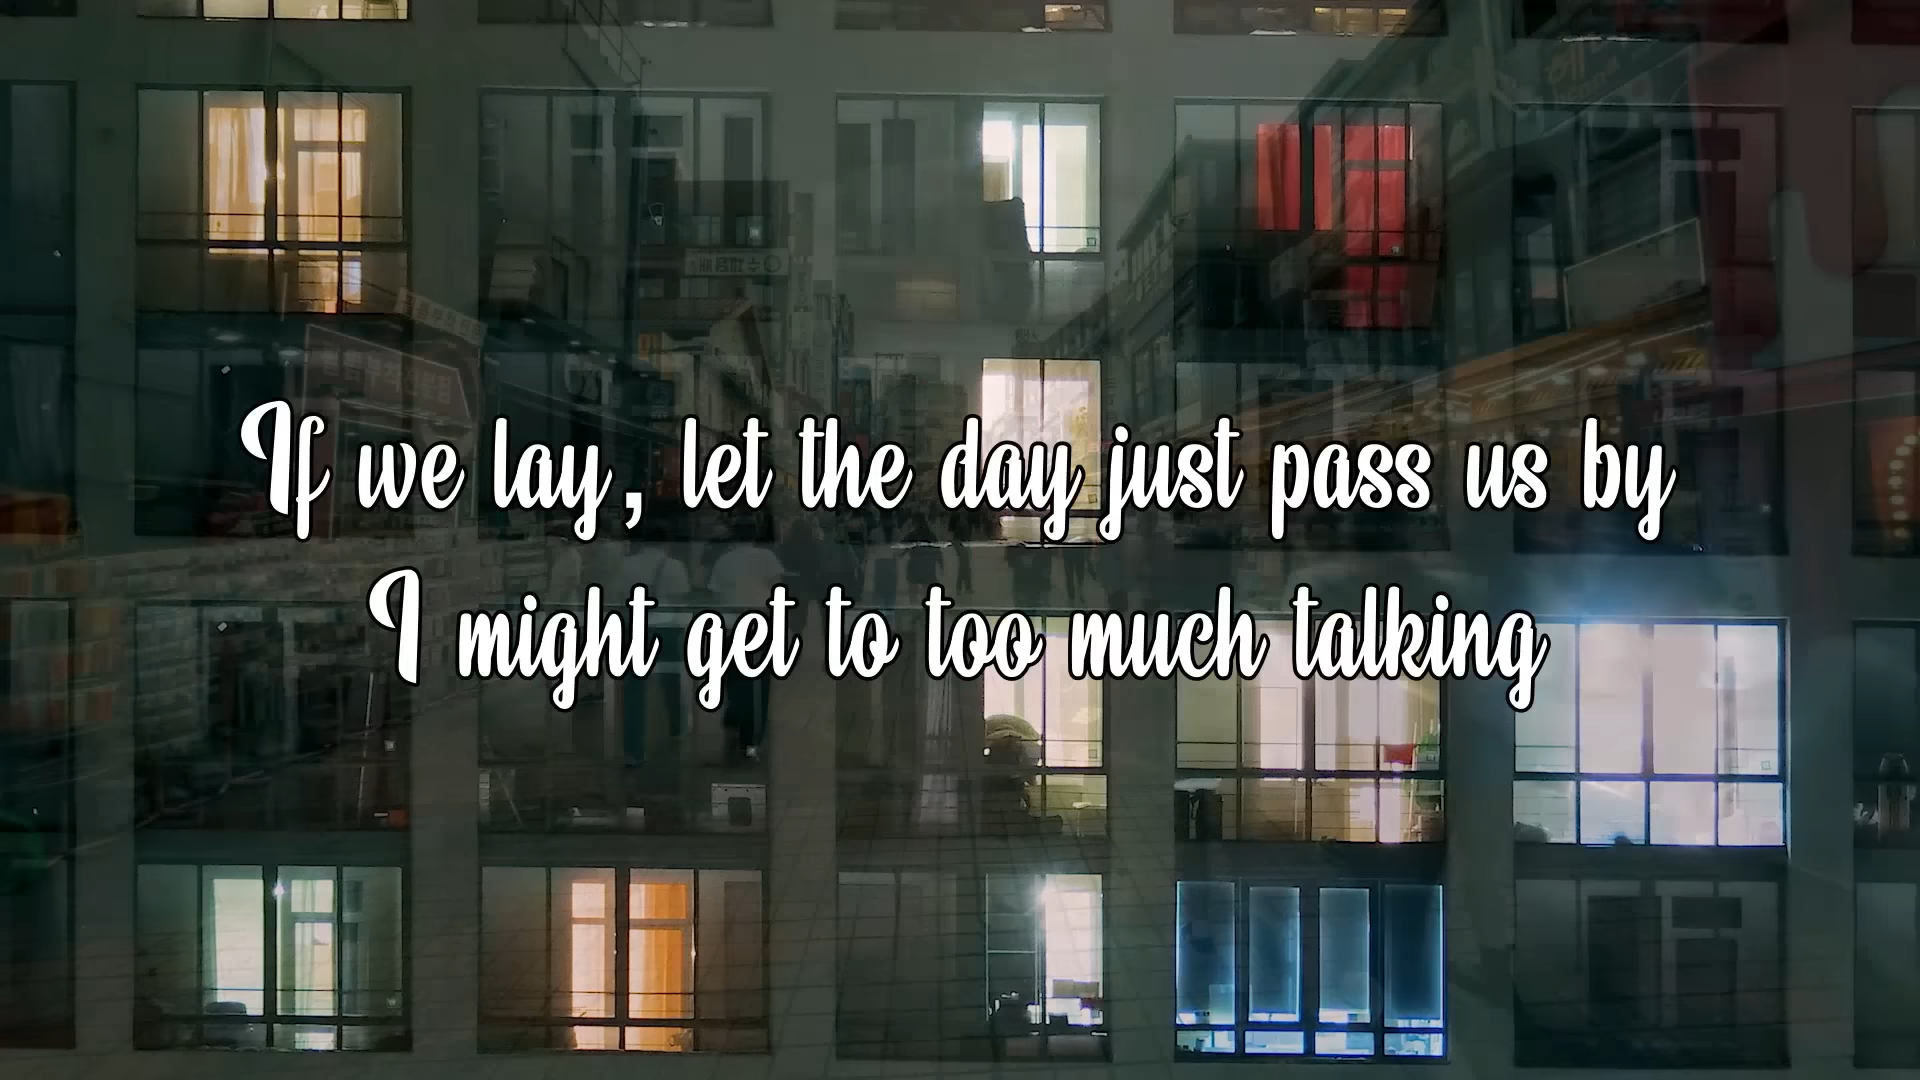 If we lay, let the day just pass us by
I might get to too much talking